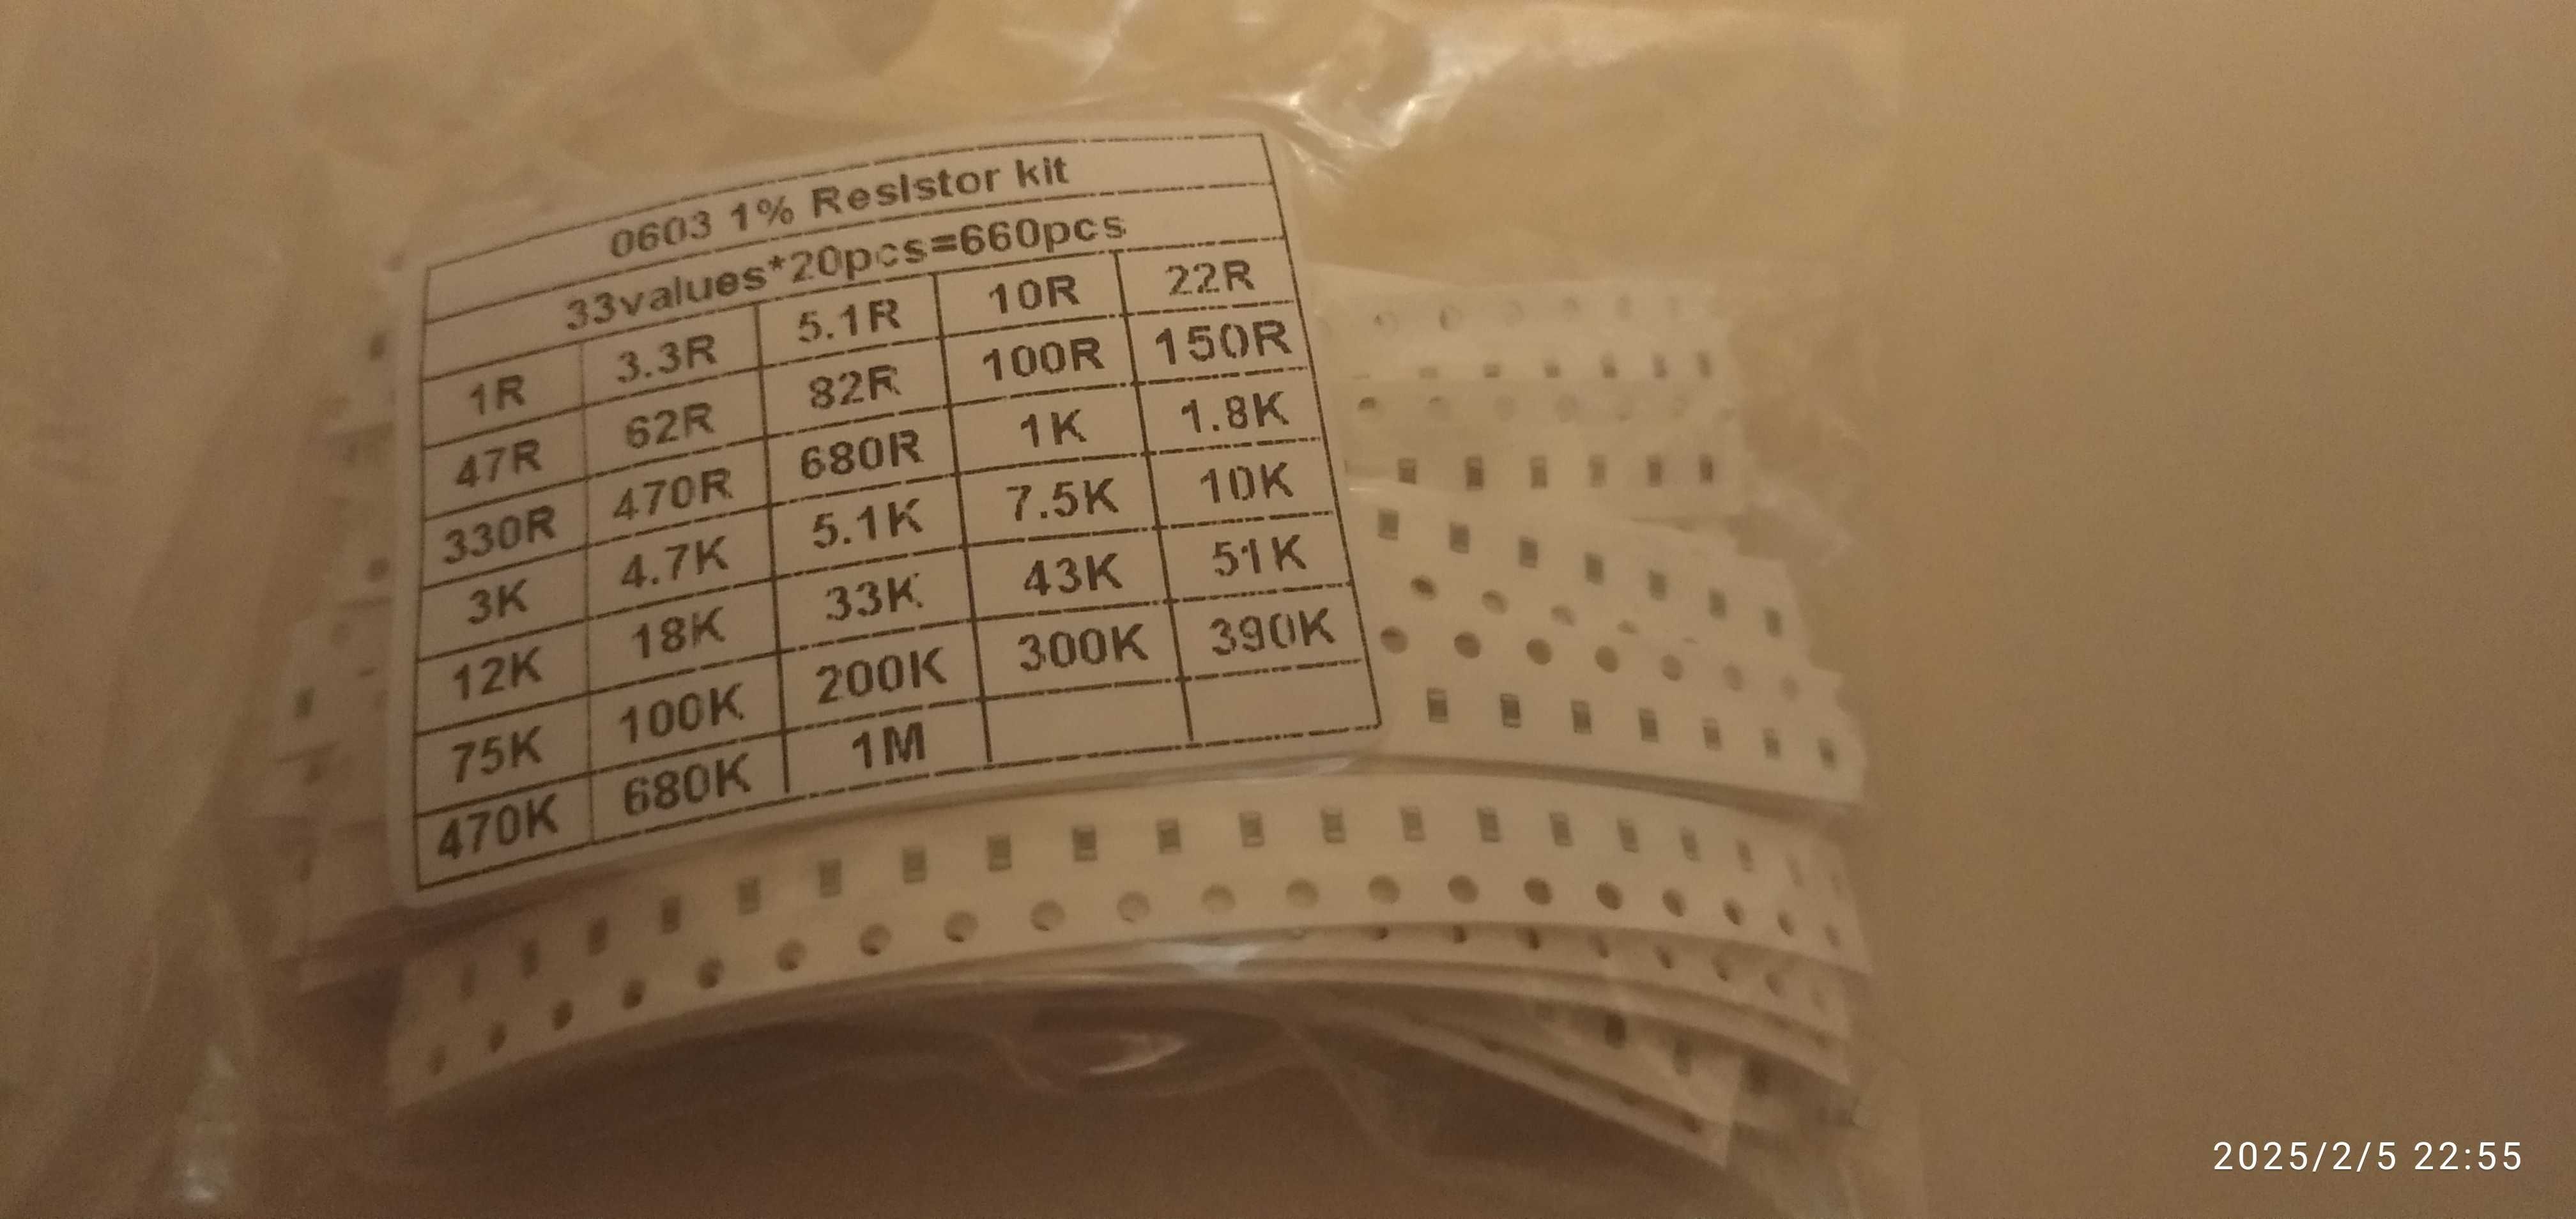 0603 1% Resistor kit
33values*20pcs=660pcs
1R 3.3R 5.1R 10R 22R
47R 62R 82R 100R 150R
330R 470R 680R 1K 1.8K
3K 4.7K 5.1K 7.5K 10K
12K 18K 33K 43K 51K
75K 100K 200K 300K 390K
470K 680K 1M
2025/2/5 22:55